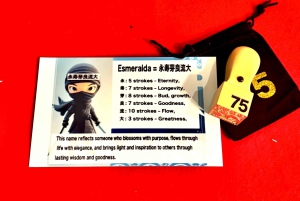 Esmeralda = 永寿芽良流大
永寿芽良流大
永: 5 strokes - Eternity,
寿: 7 strokes - Longevity,
芽: 8 strokes - Bud, growth,
良: 7 strokes - Goodness,
流: 10 strokes - Flow,
大: 3 strokes - Greatness,
This name reflects someone who blossoms with purpose, flows through
life with elegance, and brings light and inspiration to others through
lasting wisdom and goodness.
75
5